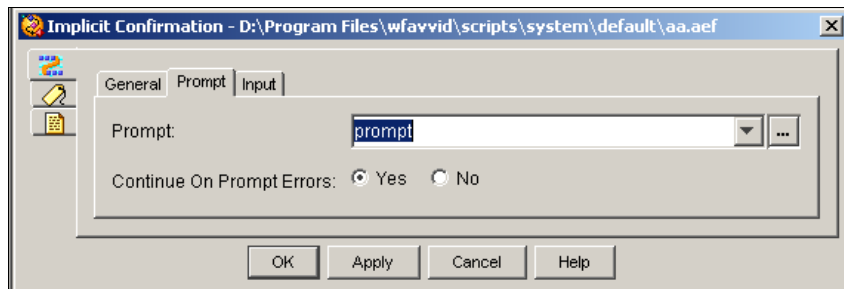 Implicit Confirmation - D:\Program Files\wfavvid\scripts\system\default\aa.aef
General Prompt Input
Prompt: prompt ...
Continue On Prompt Errors: Yes No
OK Apply Cancel Help